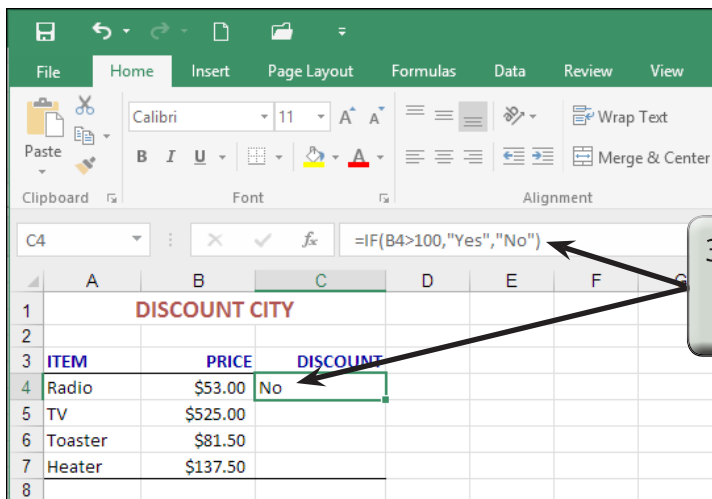 File Home Insert Page Layout Formulas Data Review View
Paste
Calibri 11 A A Wrap Text
B I U A Merge & Center
Clipboard Font Alignment
C4 fx =IF(B4>100,"Yes","No")
3
A B C D E F G
1 DISCOUNT CITY
2
3 ITEM PRICE DISCOUNT
4 Radio $53.00 No
5 TV $525.00
6 Toaster $81.50
7 Heater $137.50
8